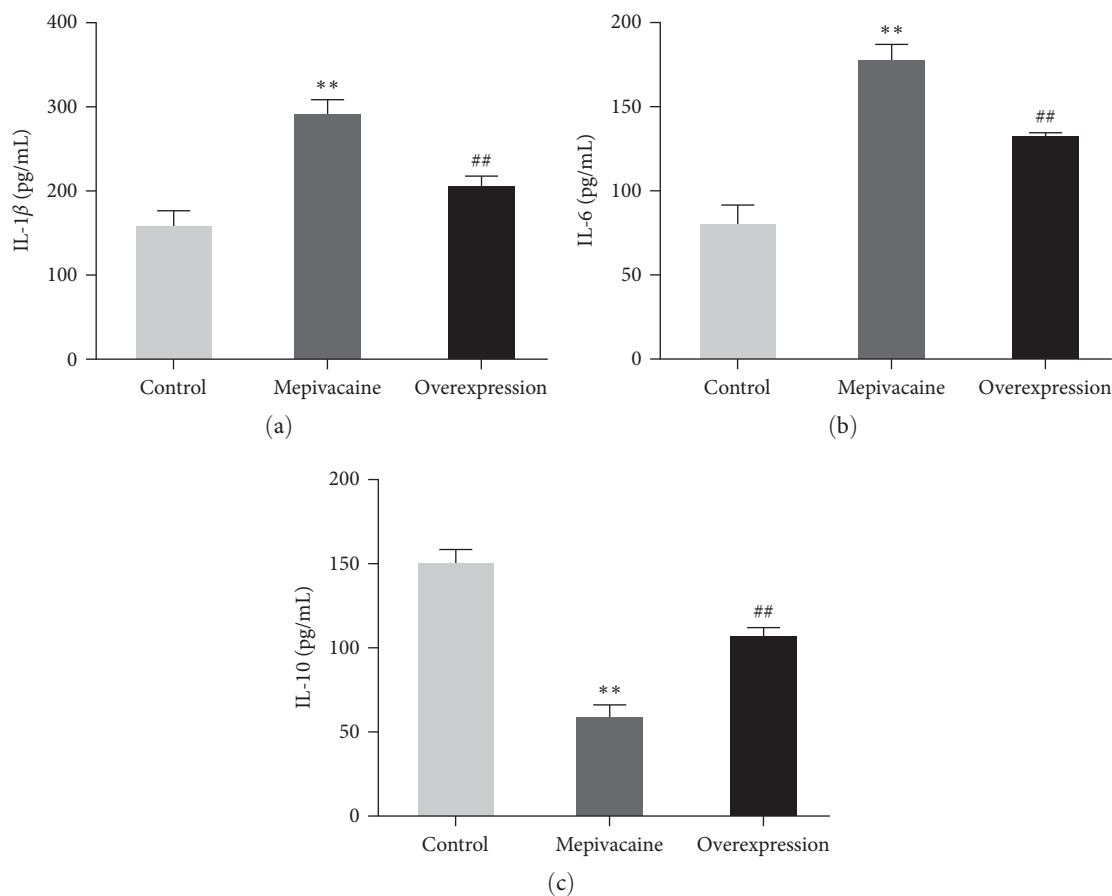 400
300
200
100
0
IL-1β (pg/mL)
**
##
Control Mepivacaine Overexpression
(a)
200
150
100
50
0
IL-6 (pg/mL)
**
##
Control Mepivacaine Overexpression
(b)
200
150
100
50
0
IL-10 (pg/mL)
**
##
Control Mepivacaine Overexpression
(c)